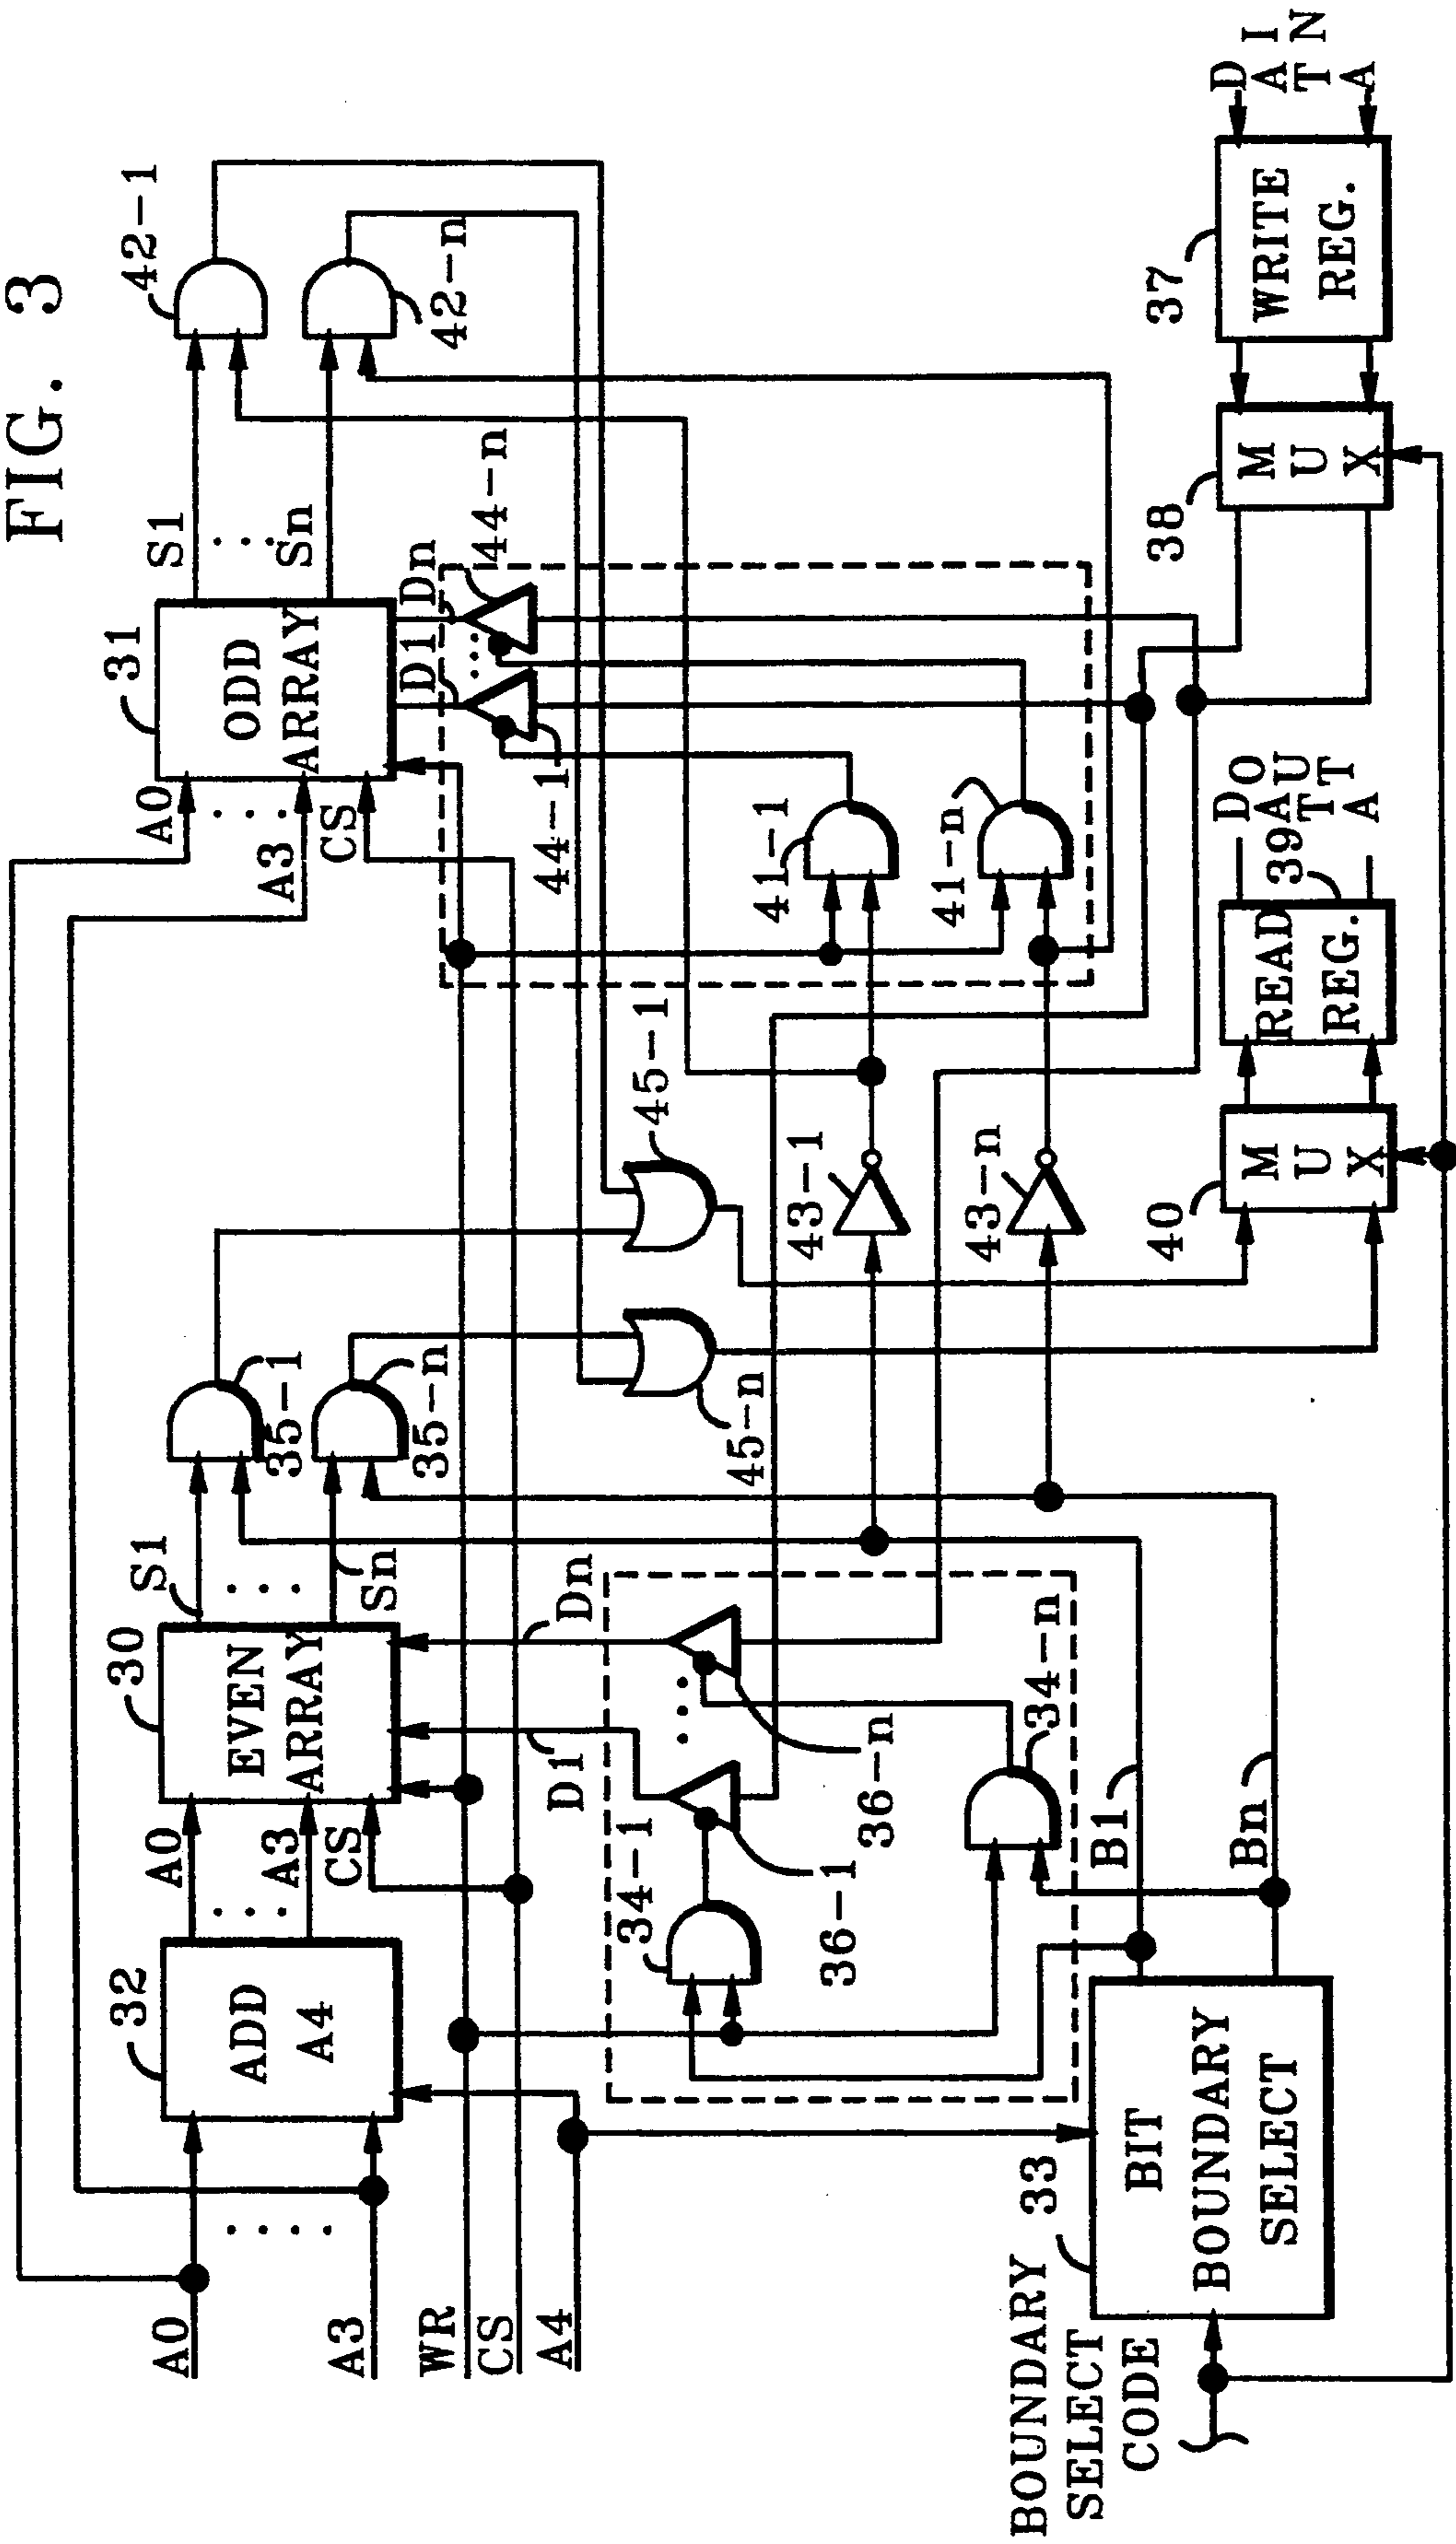 FIG. 3
A0
A3
WR
CS
A4
BOUNDARY
SELECT
CODE
32
ADD
A4
A0
A3
CS
30
EVEN
ARRAY
S1
Sn
35-1
35-n
D1
Dn
34-1
36-1
36-n
34-n
33
BIT
BOUNDARY
SELECT
B1
Bn
45-1
45-n
43-1
43-n
A0
A3
CS
31
ODD
ARRAY
S1
Sn
42-1
42-n
D1
Dn
44-1
44-n
41-1
41-n
40
MUX
READ
REG.
39
DATA
OUT
38
MUX
37
WRITE
REG.
DATA
IN